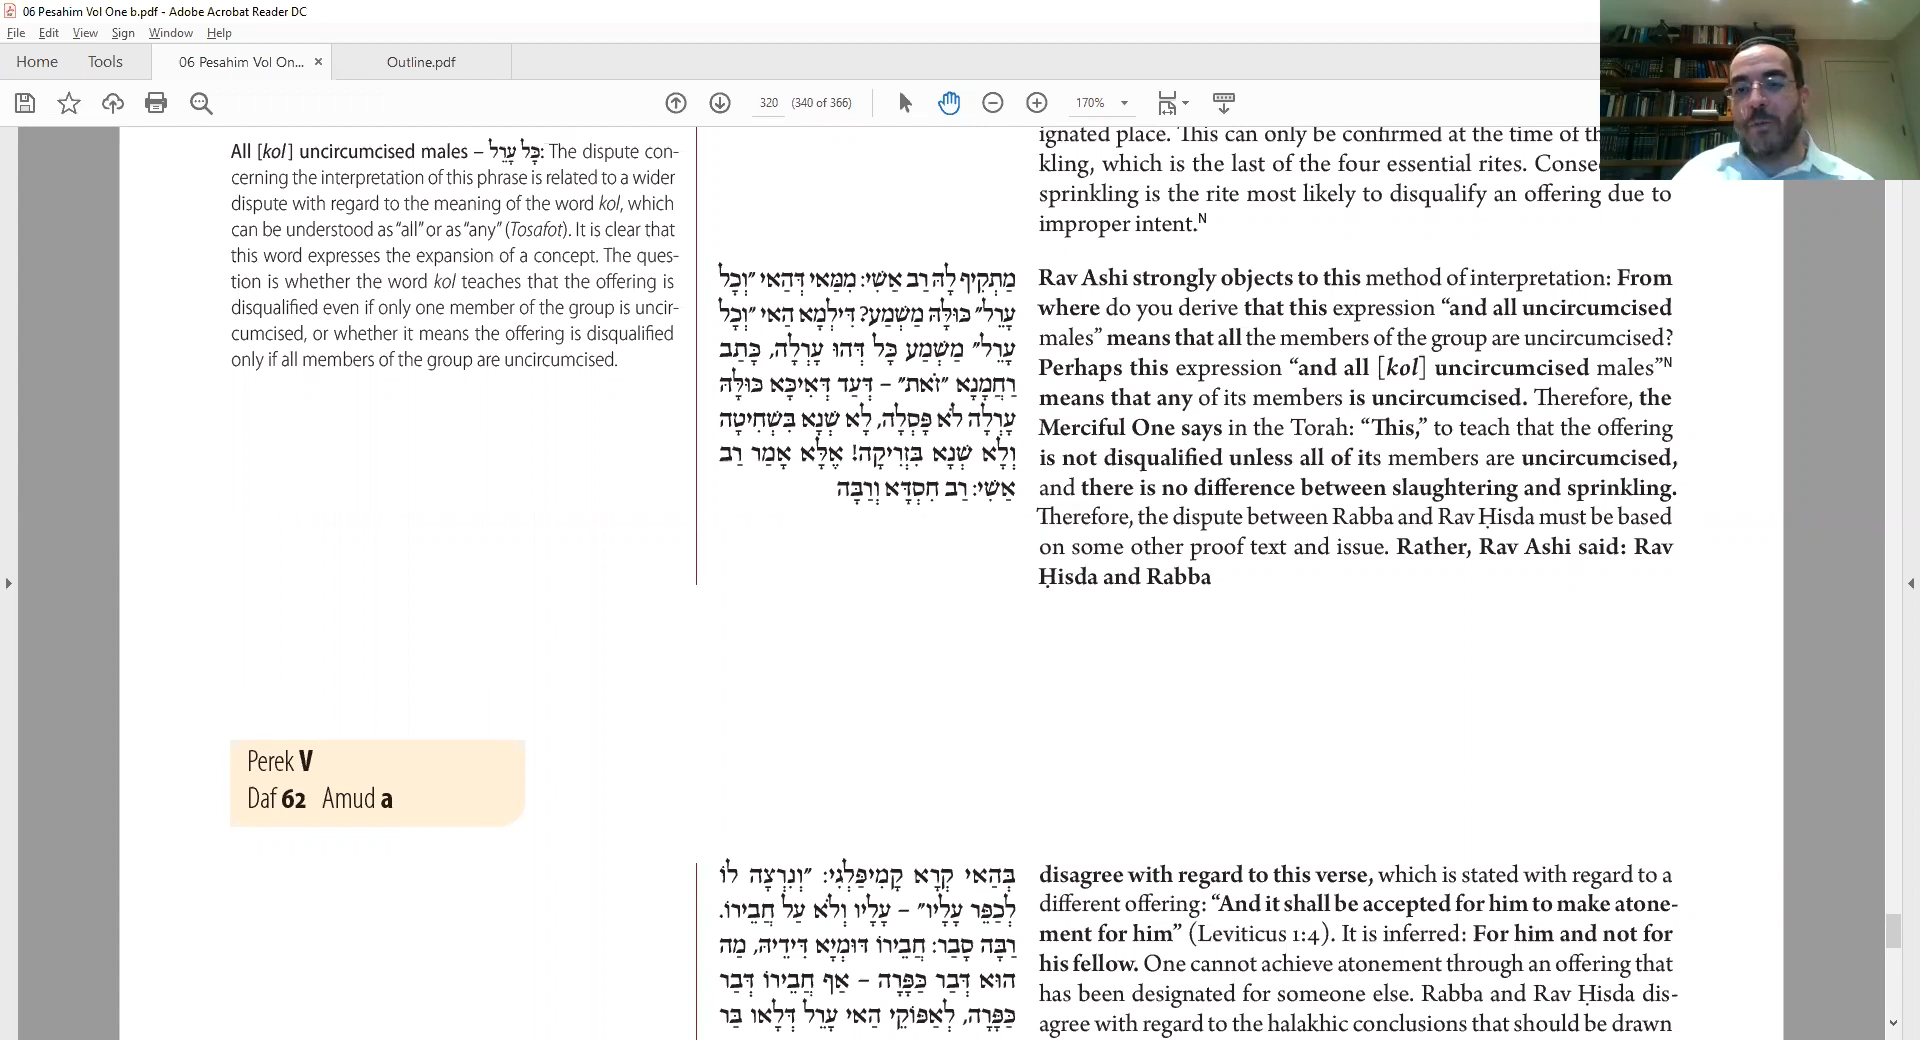 06 Pesahim Vol One b.pdf - Adobe Acrobat Reader DC
File Edit View Sign Window Help
Home Tools 06 Pesahim Vol On... × Outline.pdf
320 (340 of 366) 170%
All [kol] uncircumcised males – כָּל עָרֵל: The dispute con-
cerning the interpretation of this phrase is related to a wider
dispute with regard to the meaning of the word kol, which
can be understood as “all” or as “any” (Tosafot). It is clear that
this word expresses the expansion of a concept. The ques-
tion is whether the word kol teaches that the offering is
disqualified even if only one member of the group is uncir-
cumcised, or whether it means the offering is disqualified
only if all members of the group are uncircumcised.
ignated place. This can only be confirmed at the time of
kling, which is the last of the four essential rites.
sprinkling is the rite most likely to disqualify an offering due to
improper intent.N
מַתְקִיף לָהּ רַב אַשִׁי: מִמַּאי דְּהַאי ״וְכָל
עָרֵל״ כּוּלָּהּ מַשְׁמַע? דִּילְמָא הַאי ״וְכָל
עָרֵל״ מַשְׁמַע כָּל דְּהוּ עָרְלָה, כָּתַב
רַחֲמָנָא ״זֹאת״ – דְּעַד דְּאִיכָּא כּוּלָּהּ
עָרְלָה לֹא פָּסְלָה, לָא שְׁנָא בִּשְׁחִיטָה
וְלָא שְׁנָא בִּזְרִיקָה! אֶלָּא אָמַר רַב
אַשִׁי: רַב חִסְדָּא וְרַבָּה
Rav Ashi strongly objects to this method of interpretation: From
where do you derive that this expression “and all uncircumcised
males” means that all the members of the group are uncircumcised?
Perhaps this expression “and all [kol] uncircumcised males”N
means that any of its members is uncircumcised. Therefore, the
Merciful One says in the Torah: “This,” to teach that the offering
is not disqualified unless all of its members are uncircumcised,
and there is no difference between slaughtering and sprinkling.
Therefore, the dispute between Rabba and Rav Ḥisda must be based
on some other proof text and issue. Rather, Rav Ashi said: Rav
Ḥisda and Rabba
Perek V
Daf 62 Amud a
בְּהַאי קְרָא קָמִיפַּלְגִי: ״וְנִרְצָה לוֹ
לְכַפֵּר עָלָיו״ – עָלָיו וְלֹא עַל חֲבֵירוֹ.
רַבָּה סָבַר: חֲבֵירוֹ דּוּמְיָא דִּידֵיהּ, מַה
הוּא דְּבַר כַּפָּרָה – אַף חֲבֵירוֹ דְּבַר
כַּפָּרָה, לְאַפּוֹקֵי הַאי עָרֵל דְּלָאו בַּר
disagree with regard to this verse, which is stated with regard to a
different offering: “And it shall be accepted for him to make atone-
ment for him” (Leviticus 1:4). It is inferred: For him and not for
his fellow. One cannot achieve atonement through an offering that
has been designated for someone else. Rabba and Rav Ḥisda dis-
agree with regard to the halakhic conclusions that should be drawn